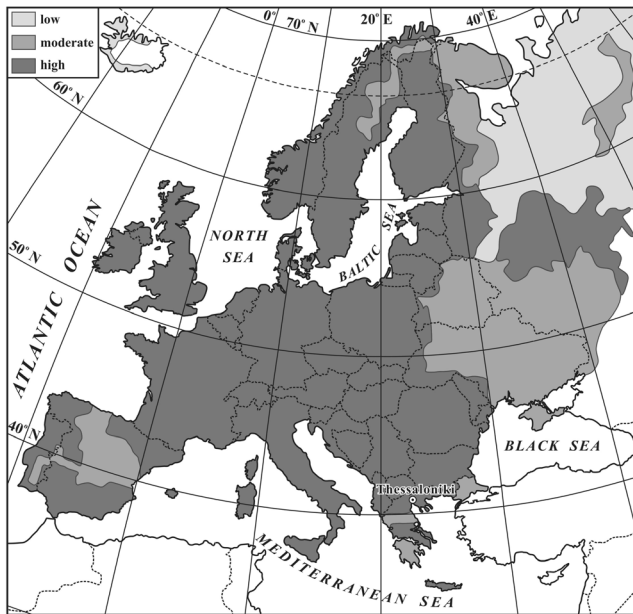 low
moderate
high
0°
70°N
20°E
40°E
60°N
50°N
40°N
ATLANTIC OCEAN
NORTH
SEA
BALTIC SEA
BLACK SEA
Thessaloniki
MEDITERRANEAN SEA